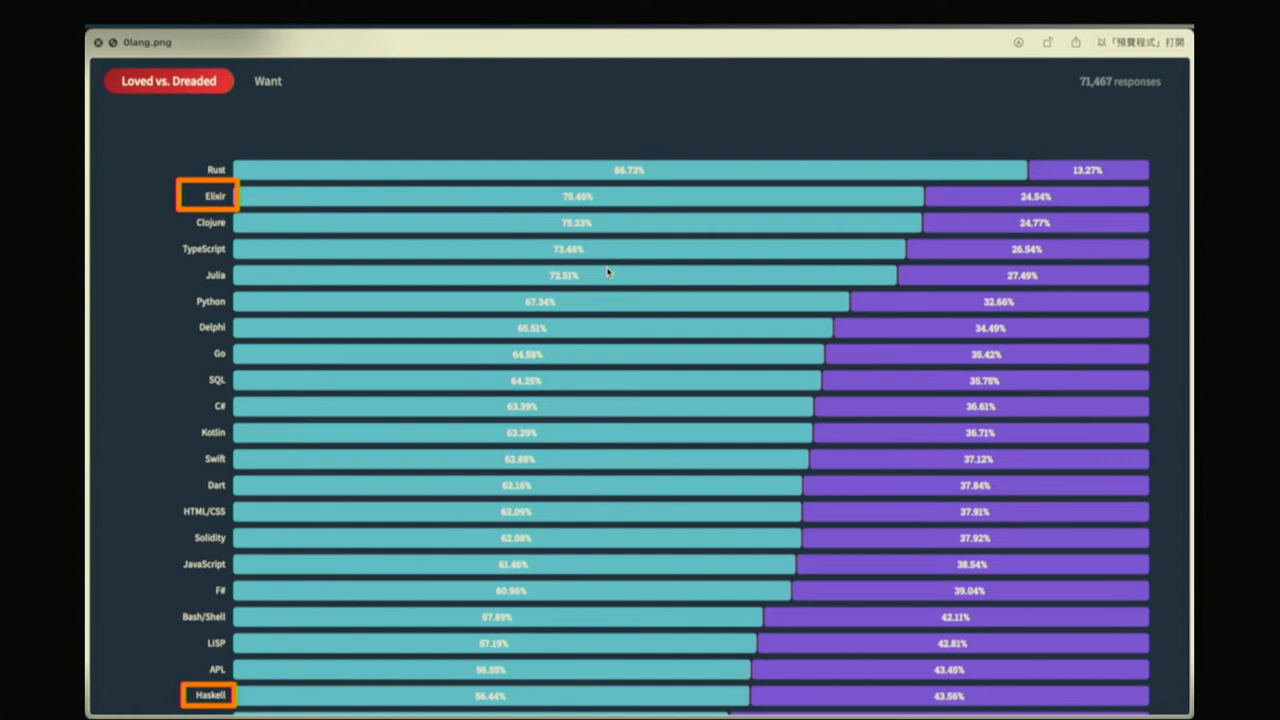 0lang.png
以「預覽程式」打開
Loved vs. Dreaded Want 71,467 responses
Rust 86.73% 13.27%
Elixir 75.46% 24.54%
Clojure 75.23% 24.77%
TypeScript 73.46% 26.54%
Julia 72.51% 27.49%
Python 67.34% 32.66%
Delphi 65.51% 34.49%
Go 64.58% 35.42%
SQL 64.25% 35.75%
C# 63.39% 36.61%
Kotlin 63.29% 36.71%
Swift 62.88% 37.12%
Dart 62.16% 37.84%
HTML/CSS 62.09% 37.91%
Solidity 62.08% 37.92%
JavaScript 61.46% 38.54%
F# 60.96% 39.04%
Bash/Shell 57.89% 42.11%
LISP 57.19% 42.81%
APL 56.55% 43.45%
Haskell 56.44% 43.56%